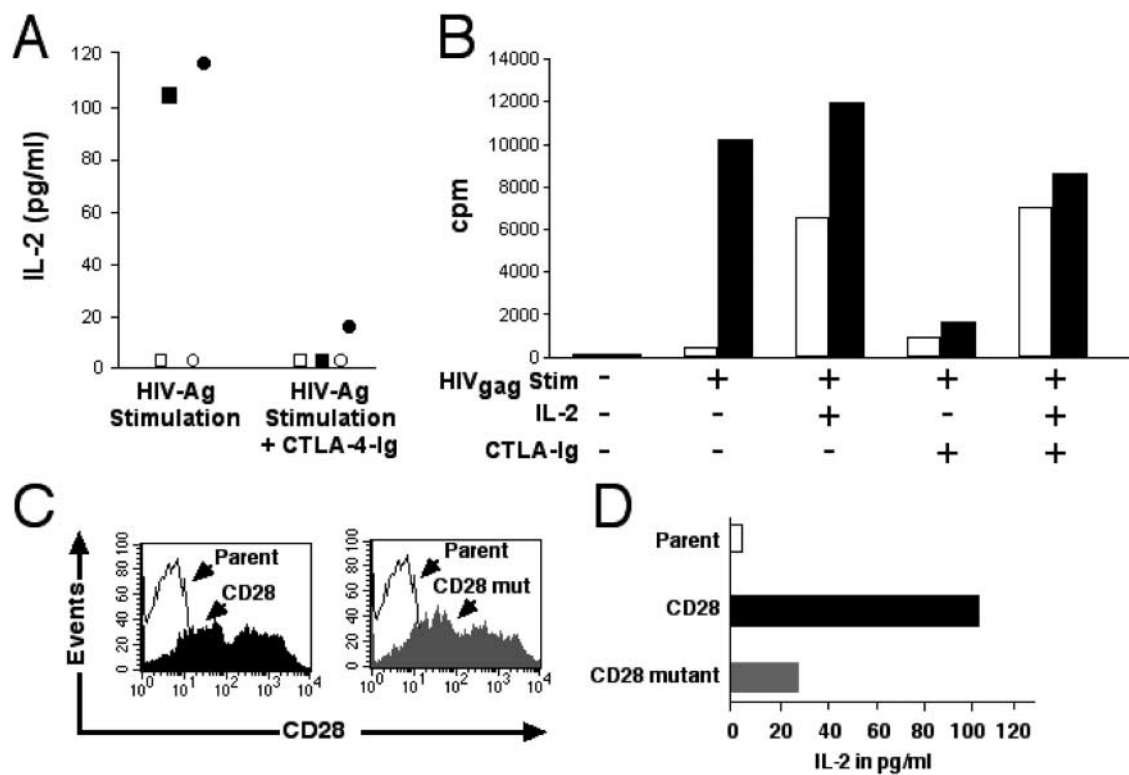 A
IL-2 (pg/ml)
120
100
80
60
40
20
0
HIV-Ag
Stimulation
HIV-Ag
Stimulation
+ CTLA-4-Ig
B
cpm
14000
12000
10000
8000
6000
4000
2000
0
HIVgag Stim - + + + +
IL-2 - - + - +
CTLA-Ig - - - + +
C
Events
100
80
60
40
20
0
Parent
CD28
10^0 10^1 10^2 10^3 10^4
100
80
60
40
20
0
Parent
CD28 mut
10^0 10^1 10^2 10^3 10^4
CD28
D
Parent
CD28
CD28 mutant
0 20 40 60 80 100 120
IL-2 in pg/ml